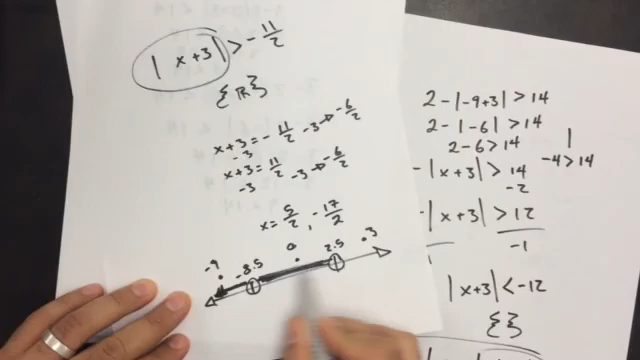 | x+3| > - 11/2
{ℝ}
x+3 = - 11/2 -3 → -6/2
-3
x+3 = 11/2 -3 → -6/2
-3
x = 5/2 , -17/2
-9 -8.5 0 2.5 3
2-|-9+3| > 14
2-|-6| > 14
2-6 > 14
-4 > 14
-|x+3| > 14
-2
-|x+3| > 12
-1
|x+3| < -12
{ }